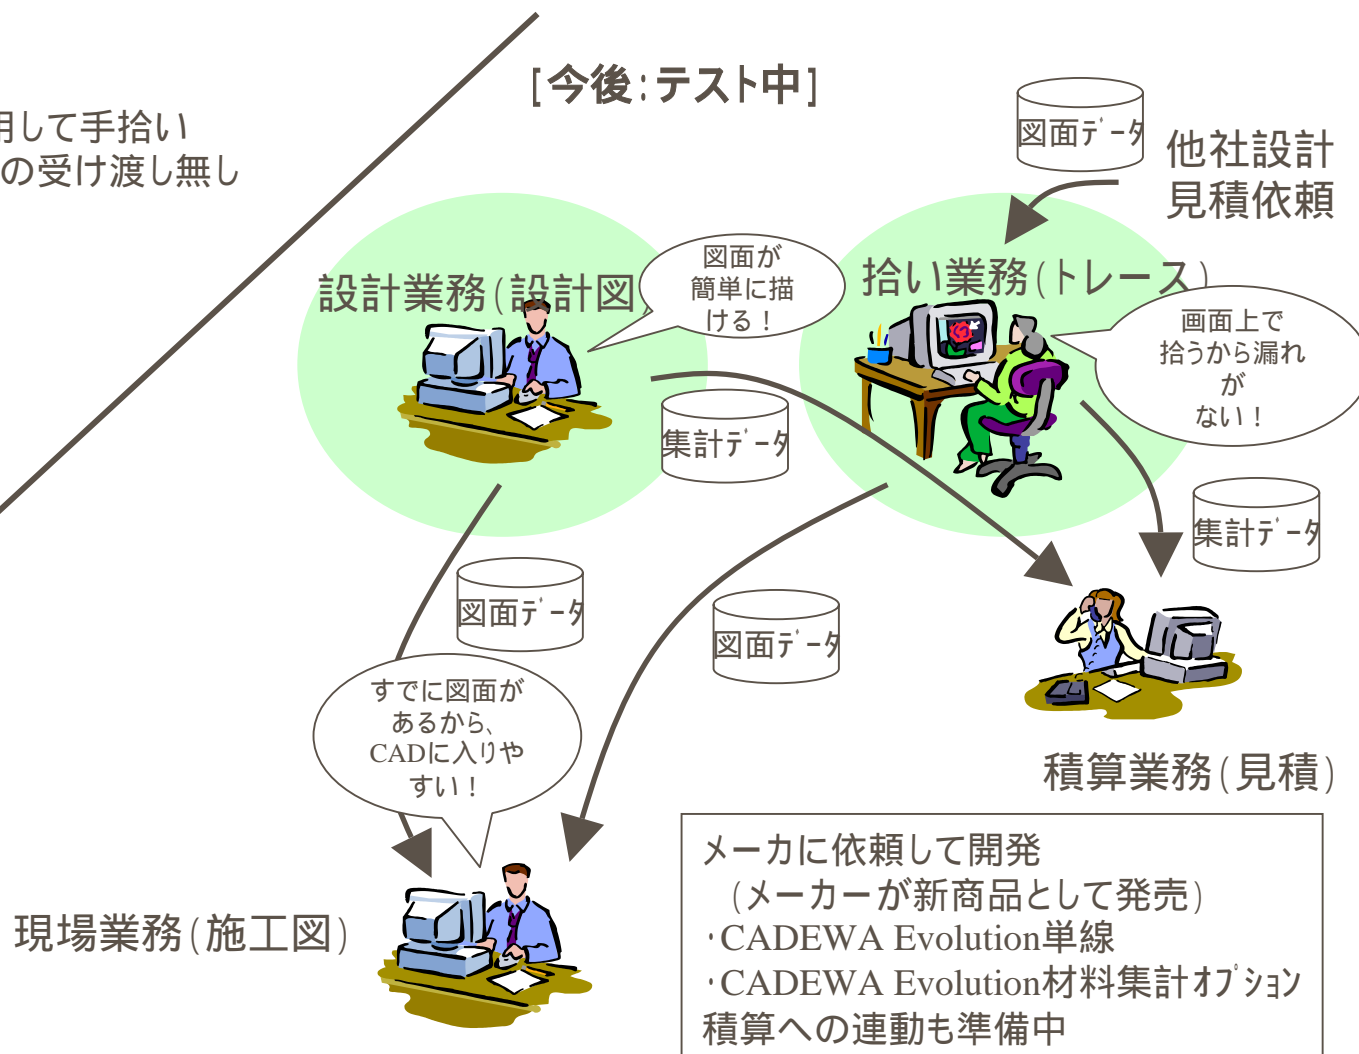 [今後:テスト中]
用して手拾い
の受け渡し無し
図面ﾃﾞｰﾀ
他社設計
見積依頼
設計業務(設計図)
図面が
簡単に描
ける！
拾い業務(トレース)
画面上で
拾うから漏れ
が
ない！
集計ﾃﾞｰﾀ
集計ﾃﾞｰﾀ
図面ﾃﾞｰﾀ
図面ﾃﾞｰﾀ
すでに図面が
あるから、
CADに入りや
すい！
積算業務(見積)
現場業務(施工図)
メーカに依頼して開発
(メーカーが新商品として発売)
･CADEWA Evolution単線
･CADEWA Evolution材料集計ｵﾌﾟｼｮﾝ
積算への連動も準備中